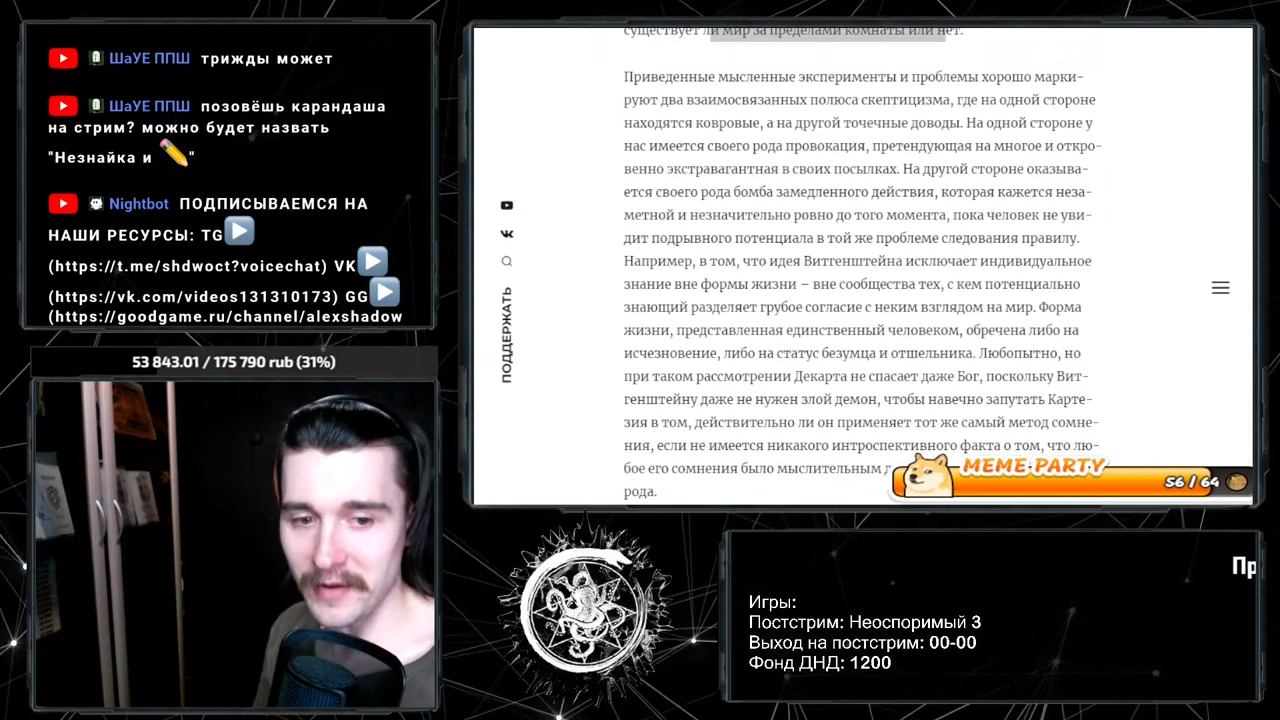 ШаУЕ ППШ трижды может
ШаУЕ ППШ позовёшь карандаша
на стрим? можно будет назвать
"Незнайка и ✏️"
Nightbot ПОДПИСЫВАЕМСЯ НА
НАШИ РЕСУРСЫ: TG▶️
(https://t.me/shdwoct?voicechat) VK▶️
(https://vk.com/videos131310173) GG▶️
(https://goodgame.ru/channel/alexshadow
53 843.01 / 175 790 rub (31%)
существует ли мир за пределами комнаты или нет.
Приведенные мысленные эксперименты и проблемы хорошо марки-
руют два взаимосвязанных полюса скептицизма, где на одной стороне
находятся ковровые, а на другой точечные доводы. На одной стороне у
нас имеется своего рода провокация, претендующая на многое и откро-
венно экстравагантная в своих посылках. На другой стороне оказыва-
ется своего рода бомба замедленного действия, которая кажется неза-
метной и незначительно ровно до того момента, пока человек не уви-
дит подрывного потенциала в той же проблеме следования правилу.
Например, в том, что идея Витгенштейна исключает индивидуальное
знание вне формы жизни – вне сообщества тех, с кем потенциально
знающий разделяет грубое согласие с неким взглядом на мир. Форма
жизни, представленная единственный человеком, обречена либо на
исчезновение, либо на статус безумца и отшельника. Любопытно, но
при таком рассмотрении Декарта не спасает даже Бог, поскольку Вит-
генштейну даже не нужен злой демон, чтобы навечно запутать Карте-
зия в том, действительно ли он применяет тот же самый метод сомне-
ния, если не имеется никакого интроспективного факта о том, что лю-
бое его сомнения было мыслительным д
рода.
ПОДДЕРЖАТЬ
MEME PARTY
56 / 64
Пр
Игры:
Постстрим: Неоспоримый 3
Выход на постстрим: 00-00
Фонд ДНД: 1200